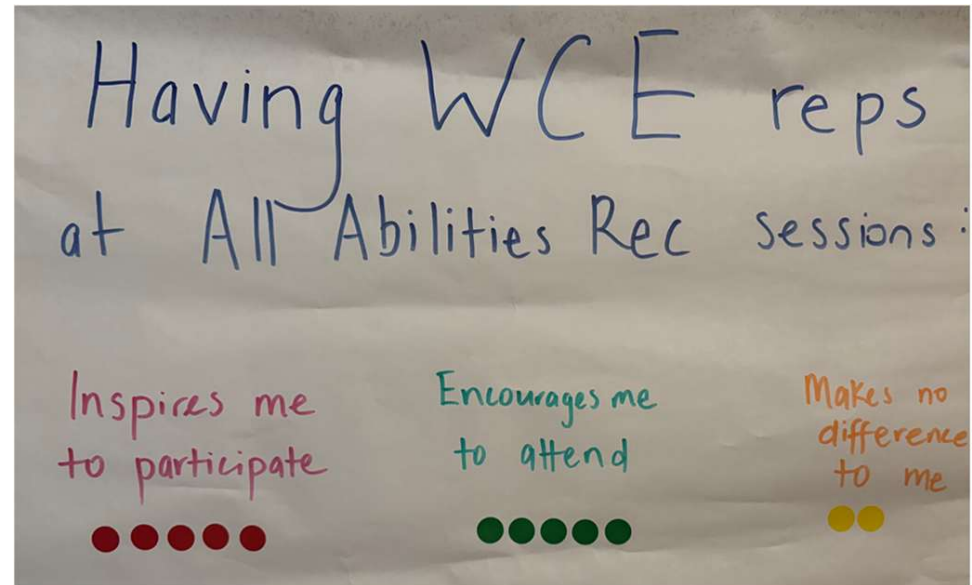 Having WCE reps
at All Abilities Rec sessions:
Inspires me
to participate
Encourages me
to attend
Makes no
difference
to me